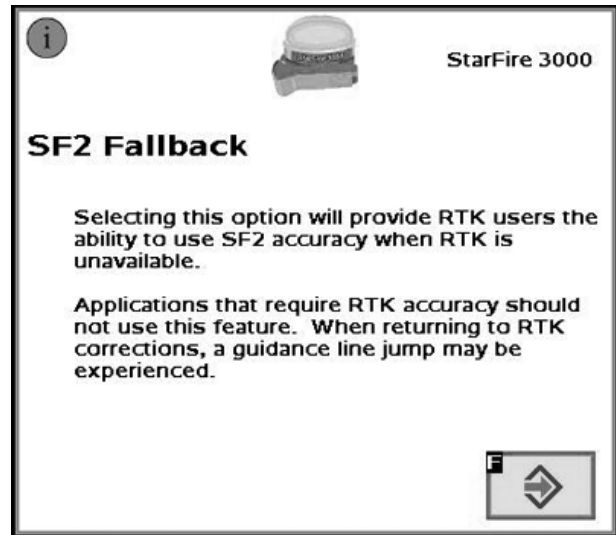 i
StarFire 3000
SF2 Fallback
Selecting this option will provide RTK users the
ability to use SF2 accuracy when RTK is
unavailable.
Applications that require RTK accuracy should
not use this feature. When returning to RTK
corrections, a guidance line jump may be
experienced.
F